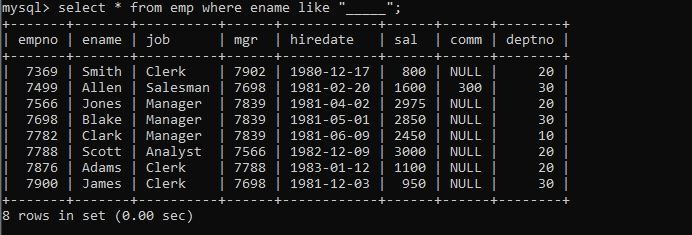 mysql> select * from emp where ename like "_____";
+-------+-------+----------+------+------------+------+------+--------+
| empno | ename | job      | mgr  | hiredate   | sal  | comm | deptno |
+-------+-------+----------+------+------------+------+------+--------+
|  7369 | Smith | Clerk    | 7902 | 1980-12-17 |  800 | NULL |     20 |
|  7499 | Allen | Salesman | 7698 | 1981-02-20 | 1600 |  300 |     30 |
|  7566 | Jones | Manager  | 7839 | 1981-04-02 | 2975 | NULL |     20 |
|  7698 | Blake | Manager  | 7839 | 1981-05-01 | 2850 | NULL |     30 |
|  7782 | Clark | Manager  | 7839 | 1981-06-09 | 2450 | NULL |     10 |
|  7788 | Scott | Analyst  | 7566 | 1982-12-09 | 3000 | NULL |     20 |
|  7876 | Adams | Clerk    | 7788 | 1983-01-12 | 1100 | NULL |     20 |
|  7900 | James | Clerk    | 7698 | 1981-12-03 |  950 | NULL |     30 |
+-------+-------+----------+------+------------+------+------+--------+
8 rows in set (0.00 sec)